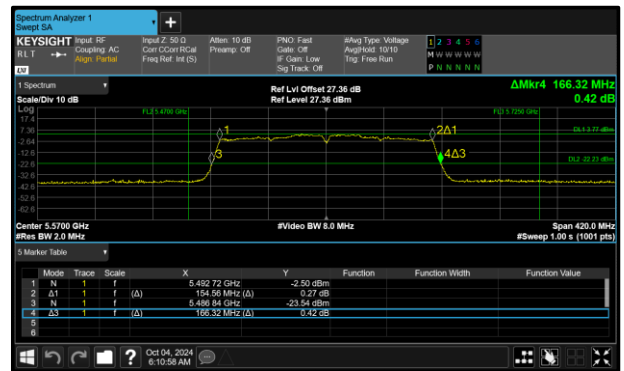 Spectrum Analyzer 1
Swept SA
KEYSIGHT Input: RF Input Z: 50 Ω Atten: 10 dB PNO: Fast #Avg Type: Voltage 1 2 3 4 5 6
RLT Coupling: AC Corr CCorr RCal Preamp: Off Gate: Off Avg|Hold: 10/10 M W W W W W
Align: Partial Freq Ref: Int (S) IF Gain: Low Trig: Free Run
Sig Track: Off P N N N N N
LXI
1 Spectrum Ref Lvl Offset 27.36 dB ΔMkr4 166.32 MHz
Scale/Div 10 dB Ref Level 27.36 dBm 0.42 dB
Log FL2 5.4700 GHz FL3 5.7250 GHz
17.4
7.36 1 2Δ1 DL1 3.77 dBm
-2.64
-12.6 3 4Δ3
-22.6 DL2 -22.23 dBm
-32.6
-42.6
-52.6
-62.6
Center 5.5700 GHz #Video BW 8.0 MHz Span 420.0 MHz
#Res BW 2.0 MHz #Sweep 1.00 s (1001 pts)
5 Marker Table
Mode Trace Scale X Y Function Function Width Function Value
1 N 1 f 5.492 72 GHz -2.50 dBm
2 Δ1 1 f (Δ) 154.56 MHz (Δ) 0.27 dB
3 N 1 f 5.486 84 GHz -23.54 dBm
4 Δ3 1 f (Δ) 166.32 MHz (Δ) 0.42 dB
5
6
? Oct 04, 2024
6:10:58 AM